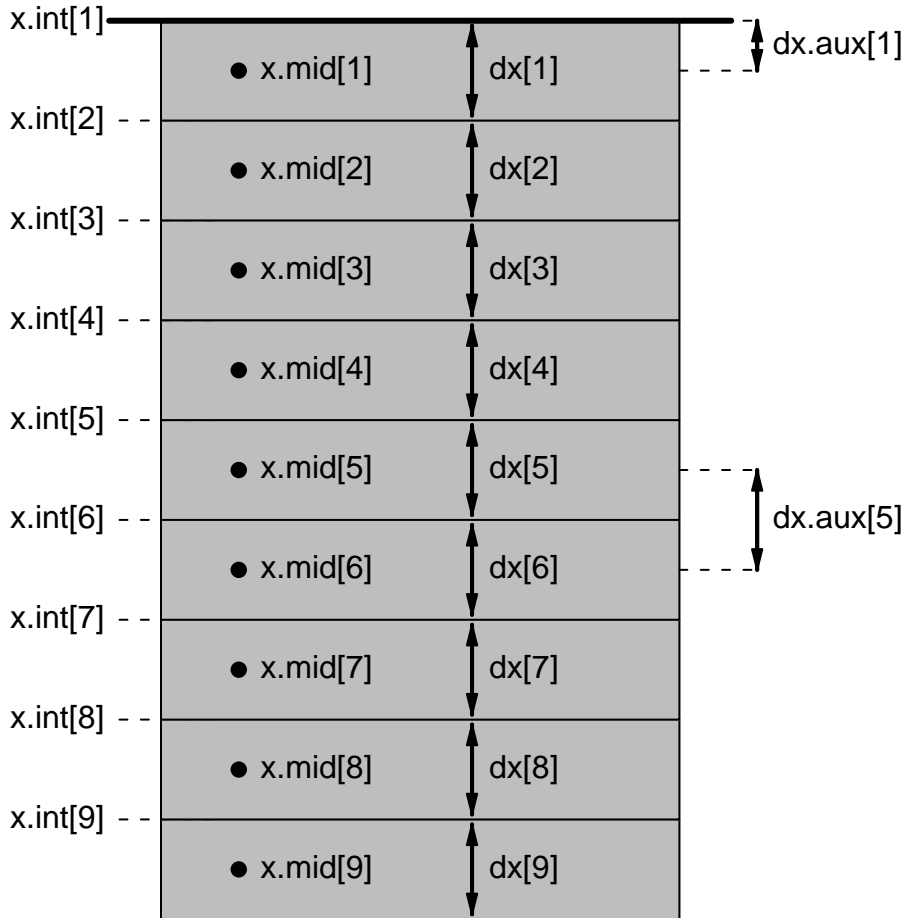 x.int[1]
dx.aux[1]
x.mid[1] dx[1]
x.int[2]
x.mid[2] dx[2]
x.int[3]
x.mid[3] dx[3]
x.int[4]
x.mid[4] dx[4]
x.int[5]
x.mid[5] dx[5]
x.int[6] dx.aux[5]
x.mid[6] dx[6]
x.int[7]
x.mid[7] dx[7]
x.int[8]
x.mid[8] dx[8]
x.int[9]
x.mid[9] dx[9]